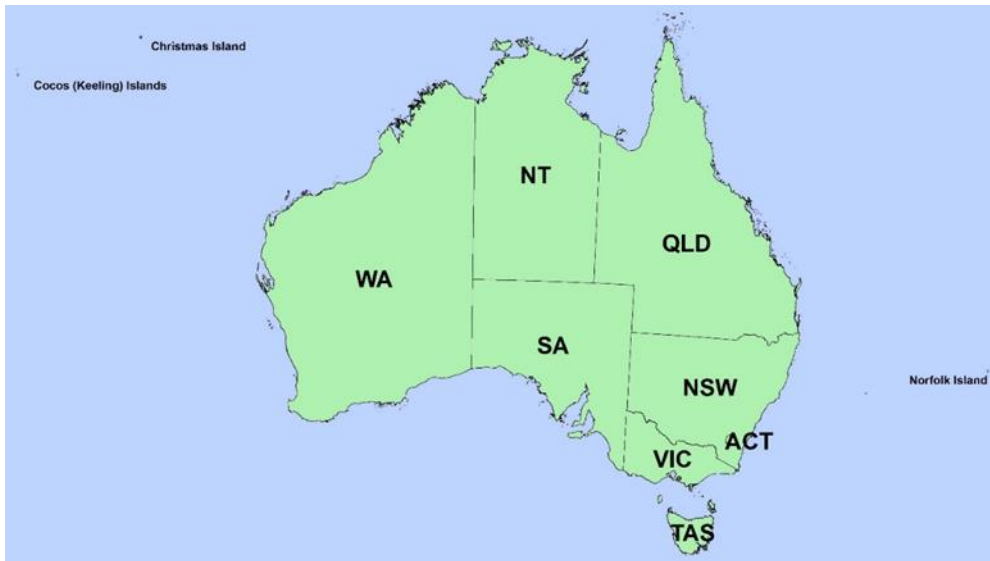 Christmas Island
Cocos (Keeling) Islands
NT
QLD
WA
SA
NSW
Norfolk Island
ACT
VIC
TAS